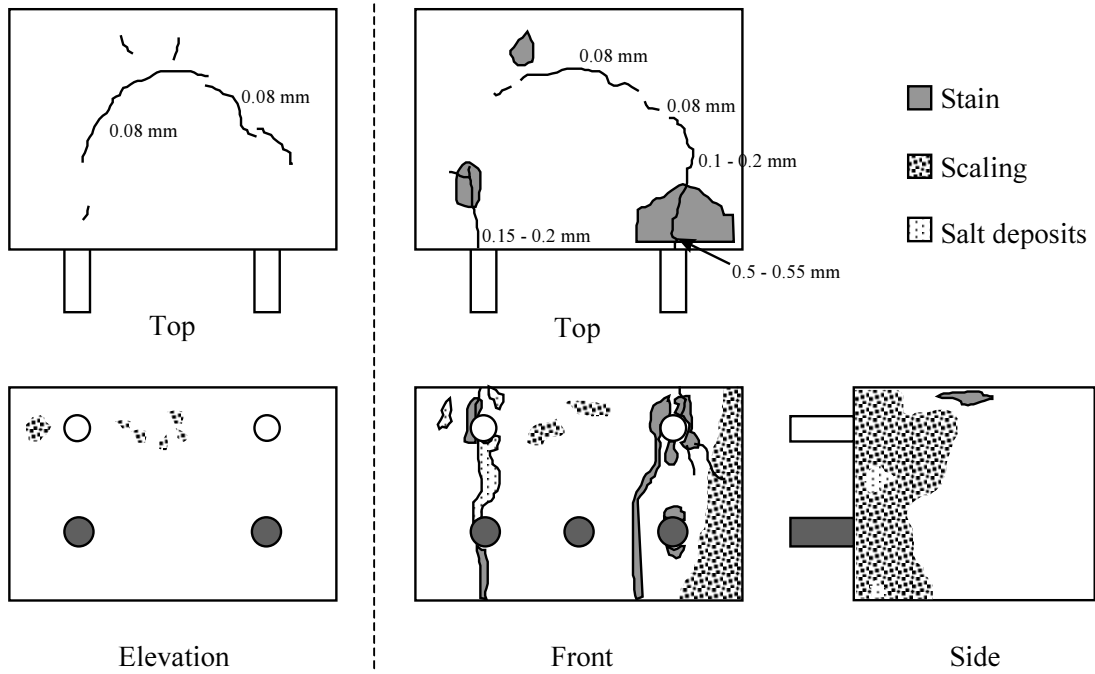 0.08 mm
0.08 mm
Top
0.08 mm
0.08 mm
0.1 - 0.2 mm
0.15 - 0.2 mm
0.5 - 0.55 mm
Top
Stain
Scaling
Salt deposits
Elevation
Front
Side